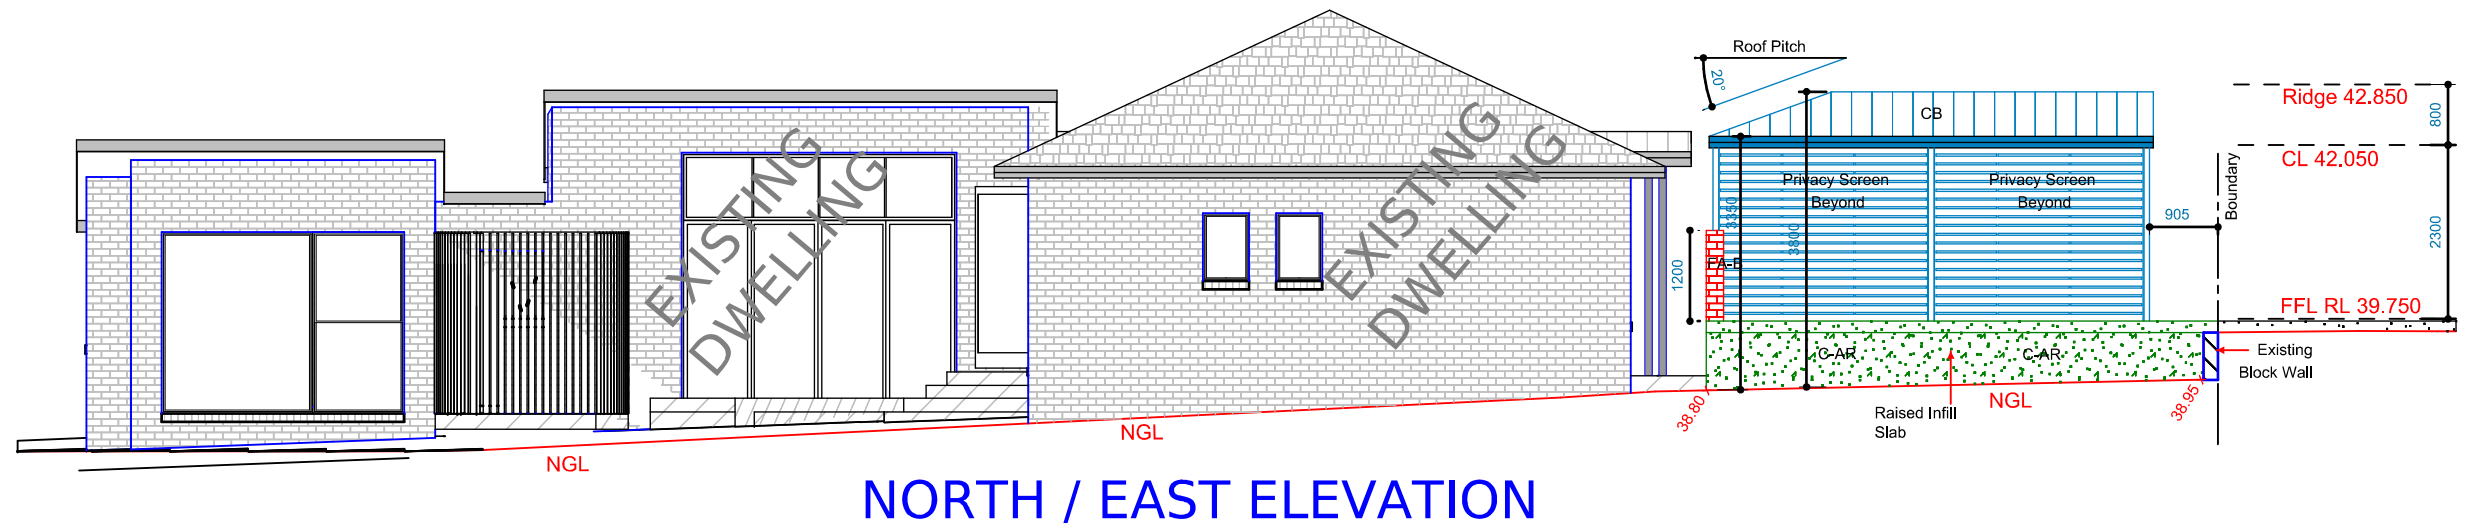 Roof Pitch
20°
Ridge 42.850
800
CB
CL 42.050
EXISTING
DWELLING
EXISTING
DWELLING
Privacy Screen
Beyond
Privacy Screen
Beyond
Boundary
905
3350
3800
2300
1200
FA-B
FFL RL 39.750
C-AR
C-AR
Existing
Block Wall
38.80
38.95
Raised Infill
Slab
NGL
NGL
NGL
NORTH / EAST ELEVATION